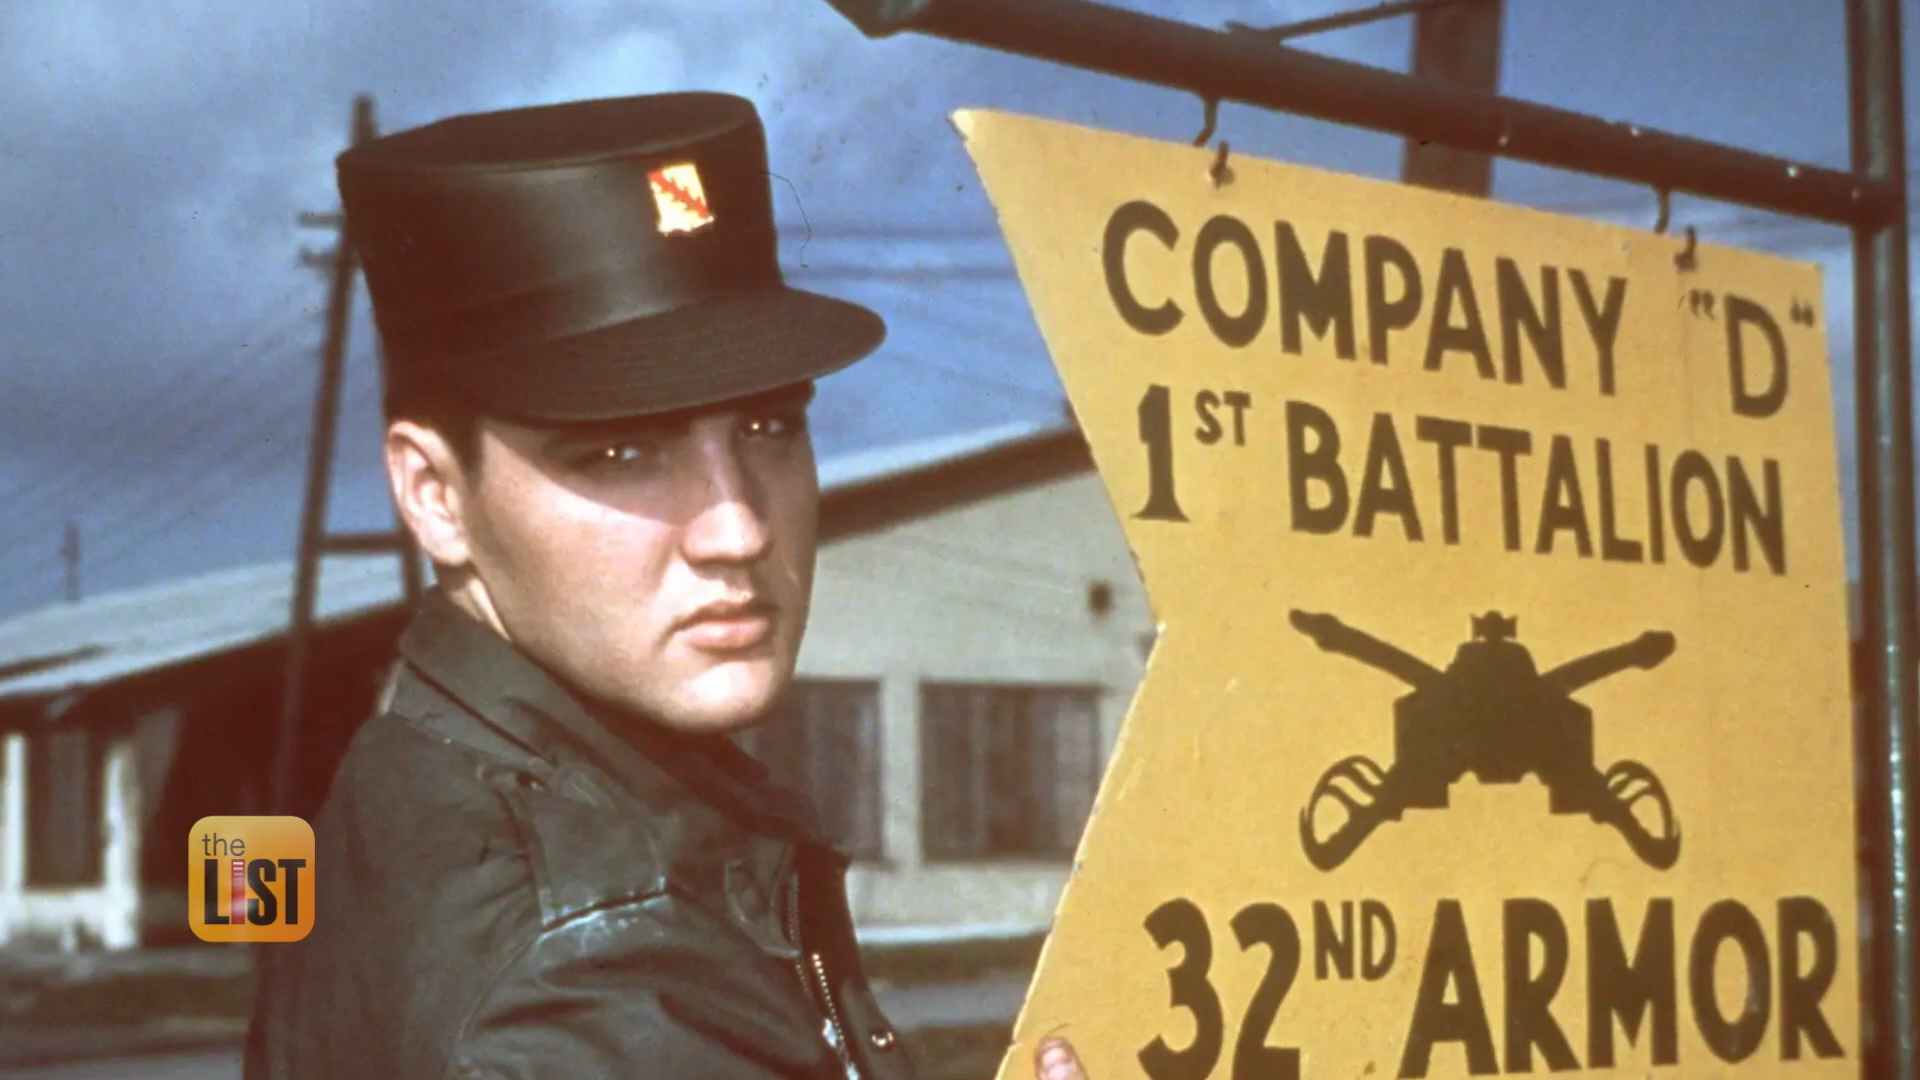 COMPANY "D"
1ST BATTALION
32ND ARMOR
the
LIST